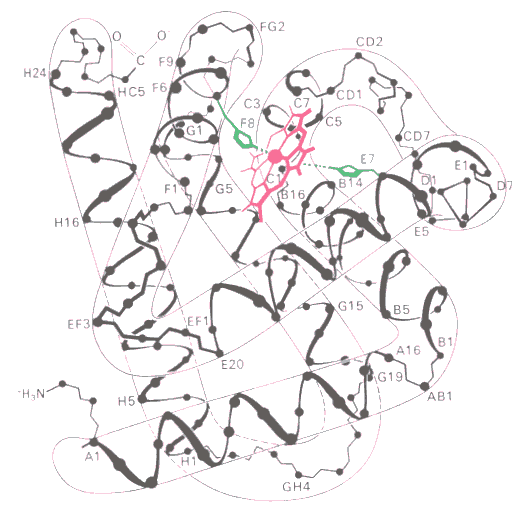 FG2
O
O⁻
C
CD2
H24
F9
HC5
F6
CD1
C3
C7
F8
C5
G1
CD7
E7
E1
C1
B14
F1
G5
B16
D1
D7
H16
E5
G15
B5
EF3
EF1
B1
A16
E20
G19
⁻H₃N
H5
AB1
A1
H1
GH4